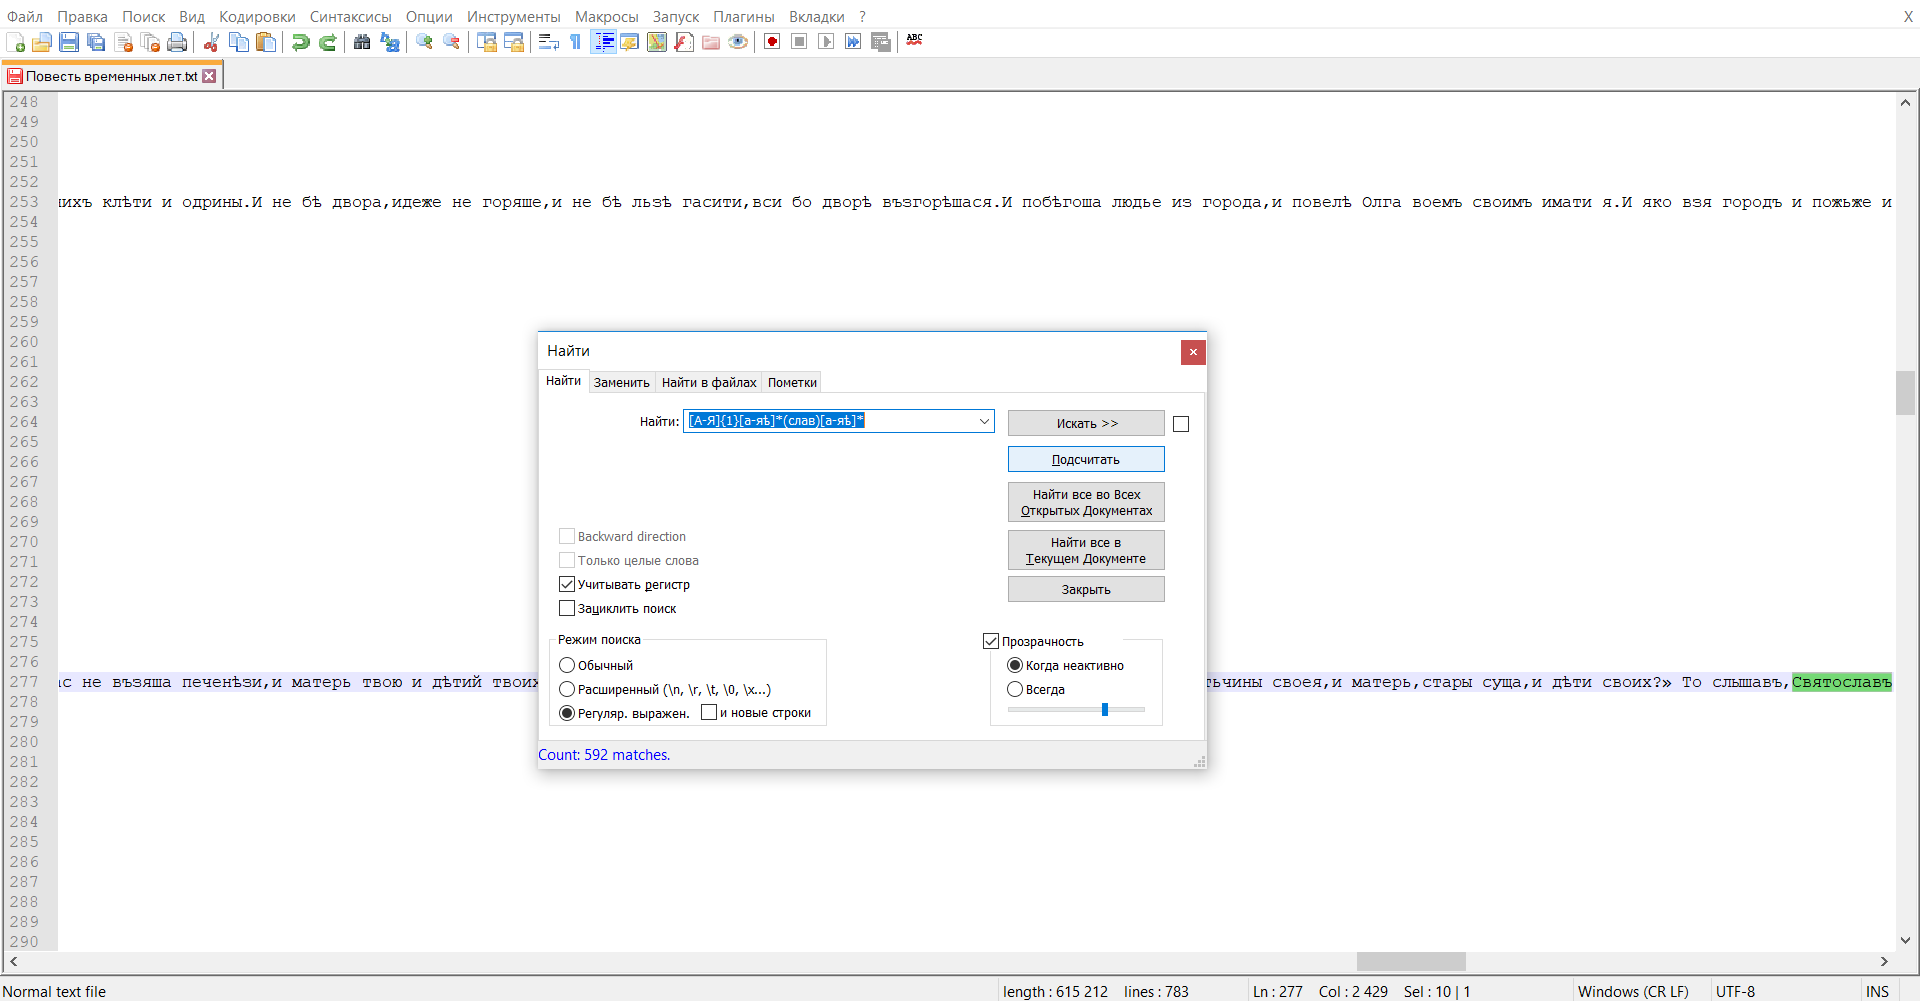 Файл Правка Поиск Вид Кодировки Синтаксисы Опции Инструменты Макросы Запуск Плагины Вкладки ? X
ABC
Повесть временных лет.txt
248
249
250
251
252
253 ихъ клѣти и одрины.И не бѣ двора,идеже не горяше,и не бѣ льзѣ гасити,вси бо дворѣ възгорѣшася.И побѣгоша людье из города,и повелѣ Олга воемъ своимъ имати я.И яко взя городъ и пожьже и
254
255
256
257
258
259
260
261
262
263
264
265
266
267
268
269
270
271
272
273
274
275
276
277 с не възяша печенѣзи,и матерь твою и дѣтий твоих ьчины своея,и матерь,стары суща,и дѣти своих?» То слышавъ,Святославъ
278
279
280
281
282
283
284
285
286
287
288
289
290
Найти
Найти Заменить Найти в файлах Пометки
Найти: [А-Я]{1}[а-яѣ]*(слав)[а-яѣ]*
Искать >>
Подсчитать
Найти все во Всех
Открытых Документах
Найти все в
Текущем Документе
Закрыть
Backward direction
Только целые слова
Учитывать регистр
Зациклить поиск
Режим поиска
Обычный
Расширенный (\n, \r, \t, \0, \x...)
Регуляр. выражен. и новые строки
Прозрачность
Когда неактивно
Всегда
Count: 592 matches.
Normal text file length : 615 212 lines : 783 Ln : 277 Col : 2 429 Sel : 10 | 1 Windows (CR LF) UTF-8 INS